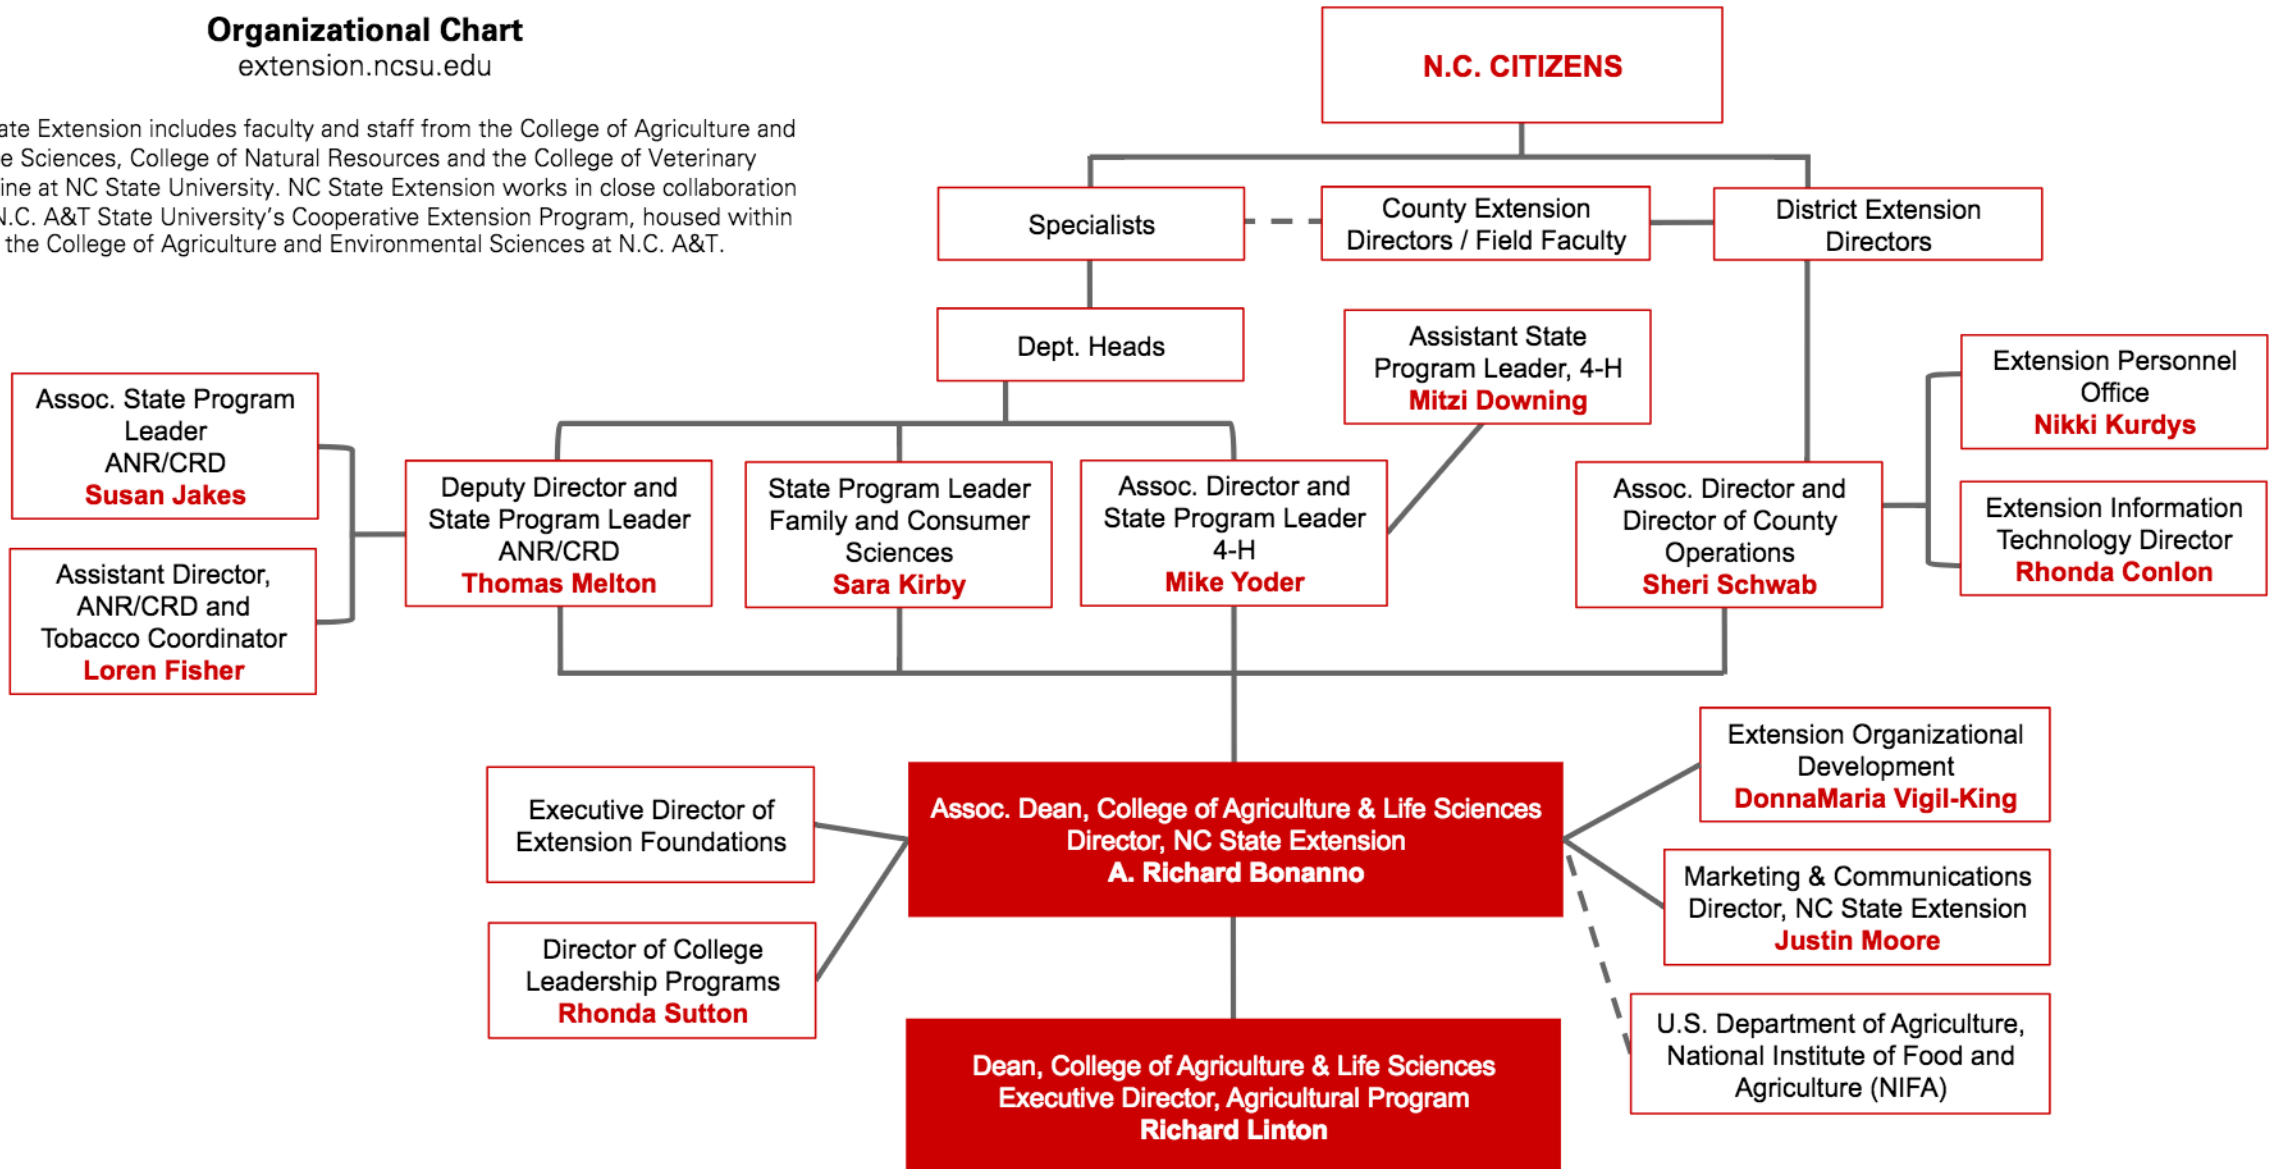 Organizational Chart
extension.ncsu.edu
ate Extension includes faculty and staff from the College of Agriculture and
e Sciences, College of Natural Resources and the College of Veterinary
ine at NC State University. NC State Extension works in close collaboration
N.C. A&T State University’s Cooperative Extension Program, housed within
the College of Agriculture and Environmental Sciences at N.C. A&T.
N.C. CITIZENS
Specialists
County Extension
Directors / Field Faculty
District Extension
Directors
Dept. Heads
Assistant State
Program Leader, 4-H
Mitzi Downing
Extension Personnel
Office
Nikki Kurdys
Assoc. State Program
Leader
ANR/CRD
Susan Jakes
Deputy Director and
State Program Leader
ANR/CRD
Thomas Melton
State Program Leader
Family and Consumer
Sciences
Sara Kirby
Assoc. Director and
State Program Leader
4-H
Mike Yoder
Assoc. Director and
Director of County
Operations
Sheri Schwab
Extension Information
Technology Director
Rhonda Conlon
Assistant Director,
ANR/CRD and
Tobacco Coordinator
Loren Fisher
Extension Organizational
Development
DonnaMaria Vigil-King
Executive Director of
Extension Foundations
Assoc. Dean, College of Agriculture & Life Sciences
Director, NC State Extension
A. Richard Bonanno
Marketing & Communications
Director, NC State Extension
Justin Moore
Director of College
Leadership Programs
Rhonda Sutton
U.S. Department of Agriculture,
National Institute of Food and
Agriculture (NIFA)
Dean, College of Agriculture & Life Sciences
Executive Director, Agricultural Program
Richard Linton